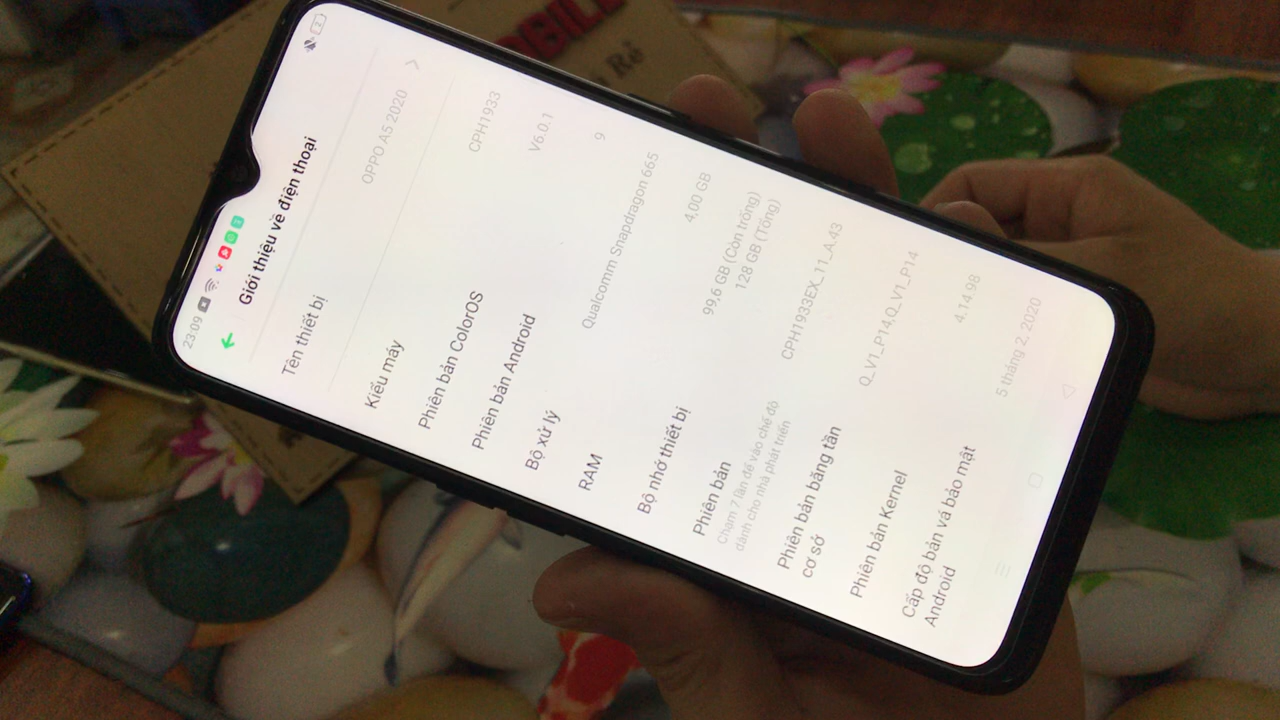 23:09
Giới thiệu về điện thoại
Tên thiết bị
OPPO A5 2020
Kiểu máy
CPH1933
Phiên bản ColorOS
V6.0.1
Phiên bản Android
9
Bộ xử lý
Qualcomm Snapdragon 665
RAM
4,00 GB
Bộ nhớ thiết bị
99,6 GB (Còn trống)
128 GB (Tổng)
Phiên bản
Chạm 7 lần để vào chế độ
dành cho nhà phát triển
CPH1933EX_11_A.43
Phiên bản băng tần
cơ sở
Q_V1_P14,Q_V1_P14
Phiên bản Kernel
4.14.98
Cấp độ bản vá bảo mật
Android
5 tháng 2, 2020
OBILE
Rẻ